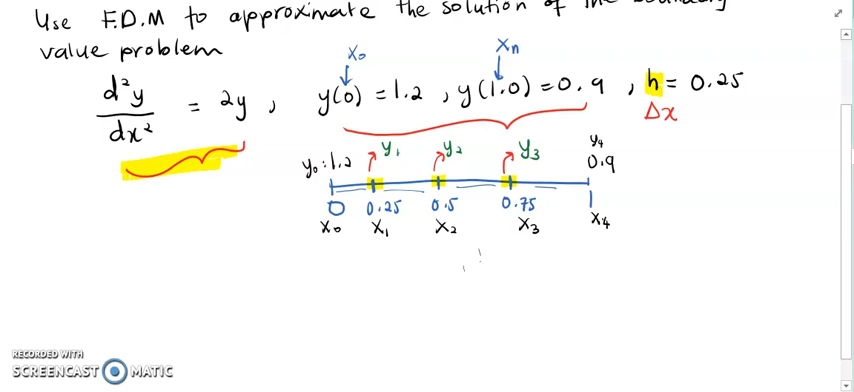 Use F.D.M to approximate the solution of the boundary
value problem
x₀ xₙ
d²y/dx² = 2y, y(0) = 1.2, y(1.0) = 0.9, h = 0.25
Δx
y₀ : 1.2 y₁ y₂ y₃ y₄ 0.9
0 0.25 0.5 0.75 1
x₀ x₁ x₂ x₃ x₄
RECORDED WITH
SCREENCAST MATIC